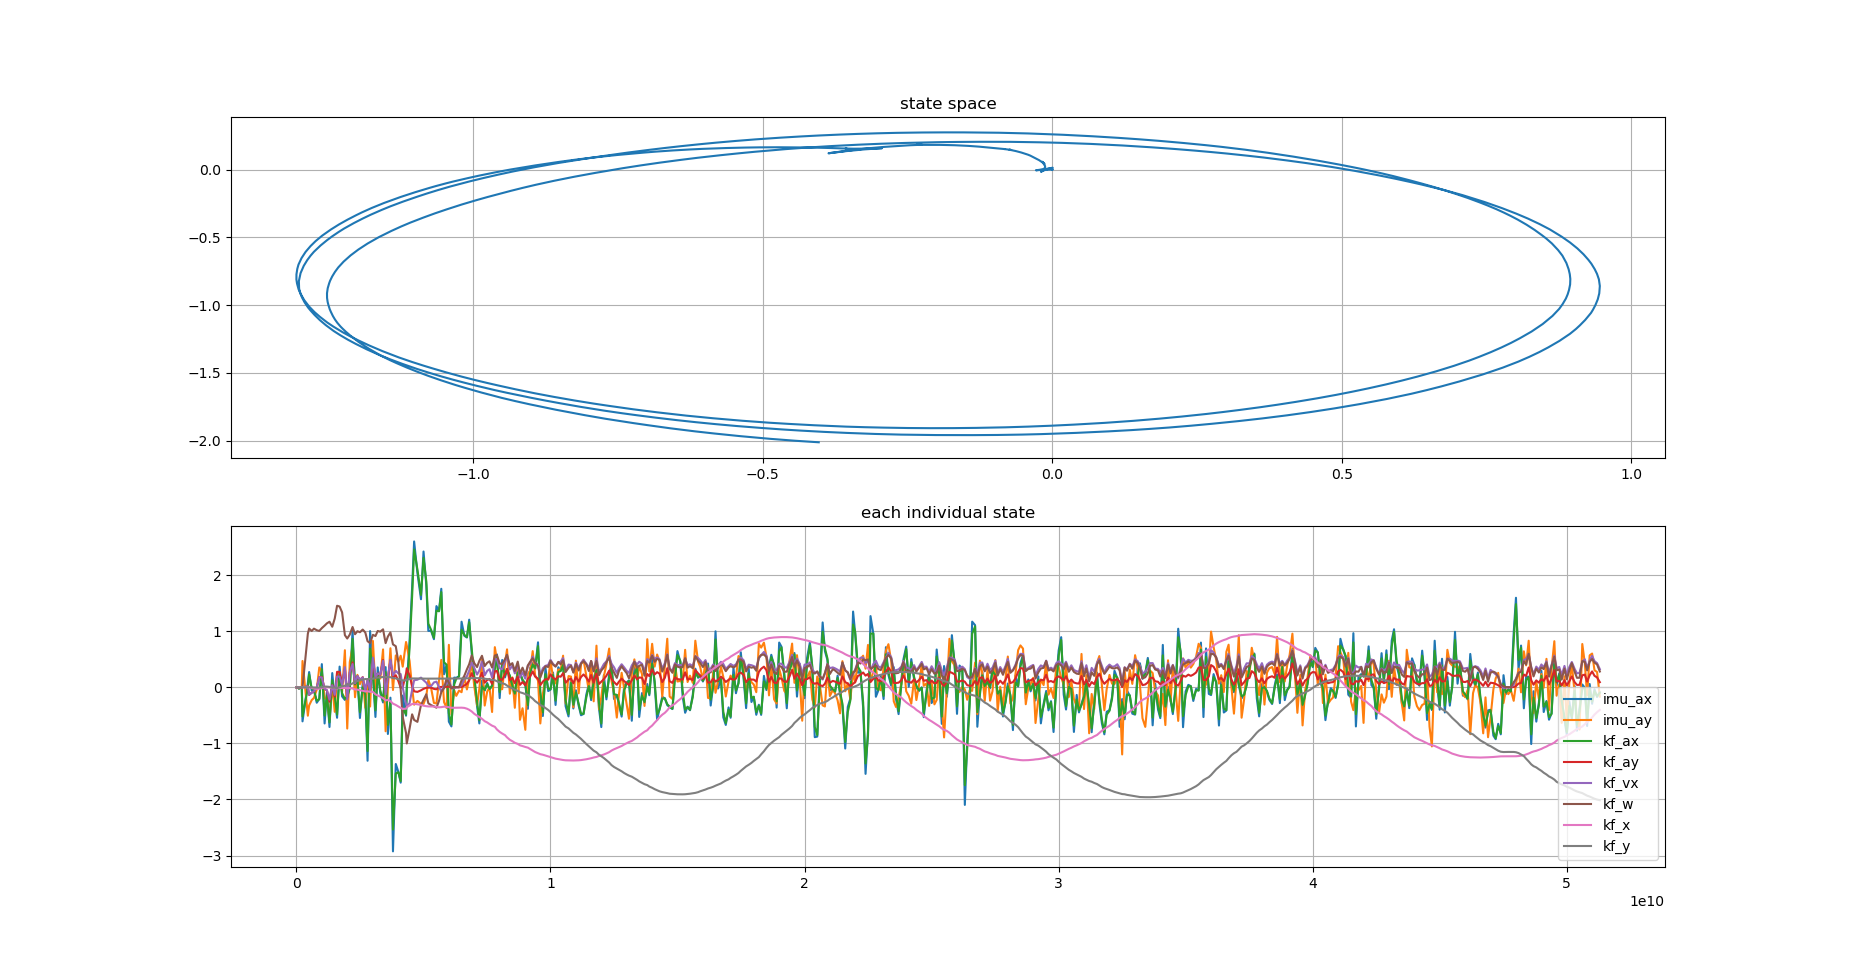 state space
0.0
−0.5
−1.0
−1.5
−2.0
−1.0 −0.5 0.0 0.5 1.0
each individual state
2
1
0
−1
−2
−3
imu_ax
imu_ay
kf_ax
kf_ay
kf_vx
kf_w
kf_x
kf_y
0 1 2 3 4 5
1e10